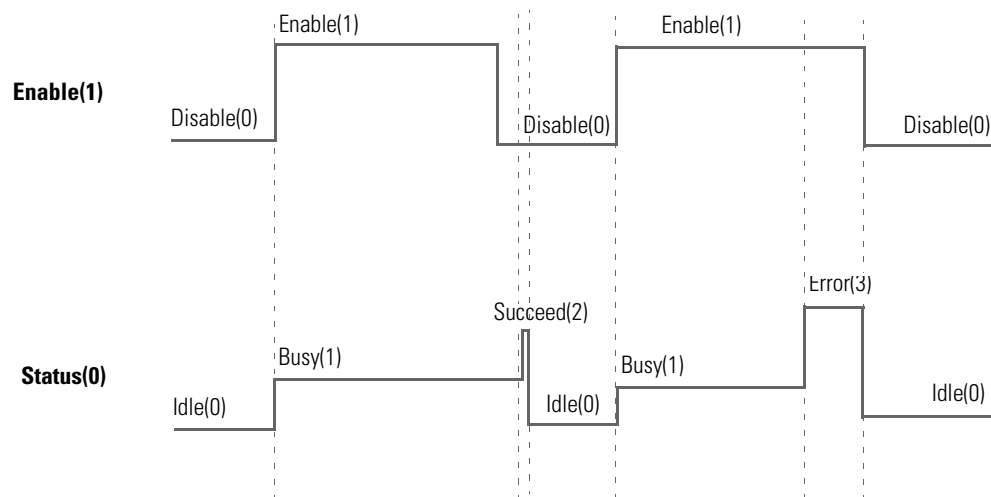 Enable(1)
Enable(1)
Enable(1)
Disable(0)
Disable(0)
Disable(0)
Error(3)
Succeed(2)
Busy(1)
Busy(1)
Status(0)
Idle(0)
Idle(0)
Idle(0)